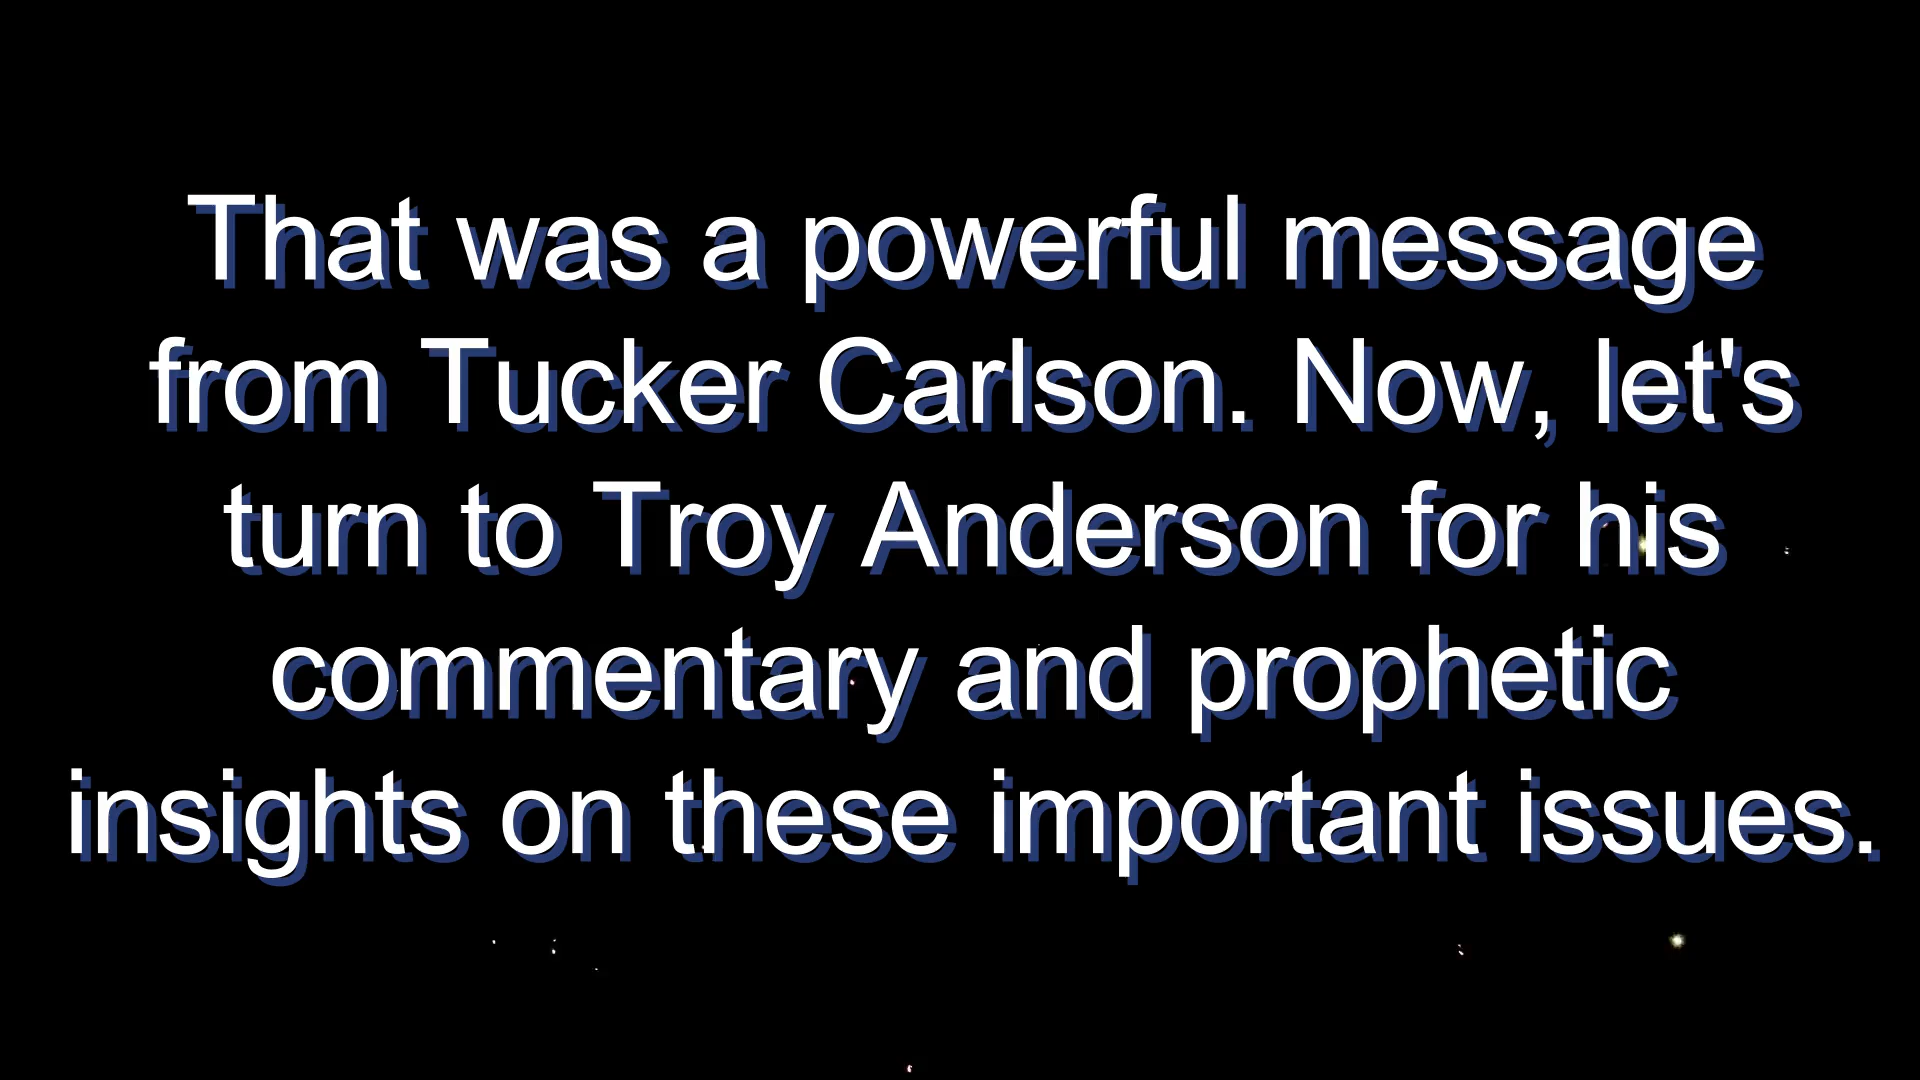 That was a powerful message
from Tucker Carlson. Now, let's
turn to Troy Anderson for his
commentary and prophetic
insights on these important issues.